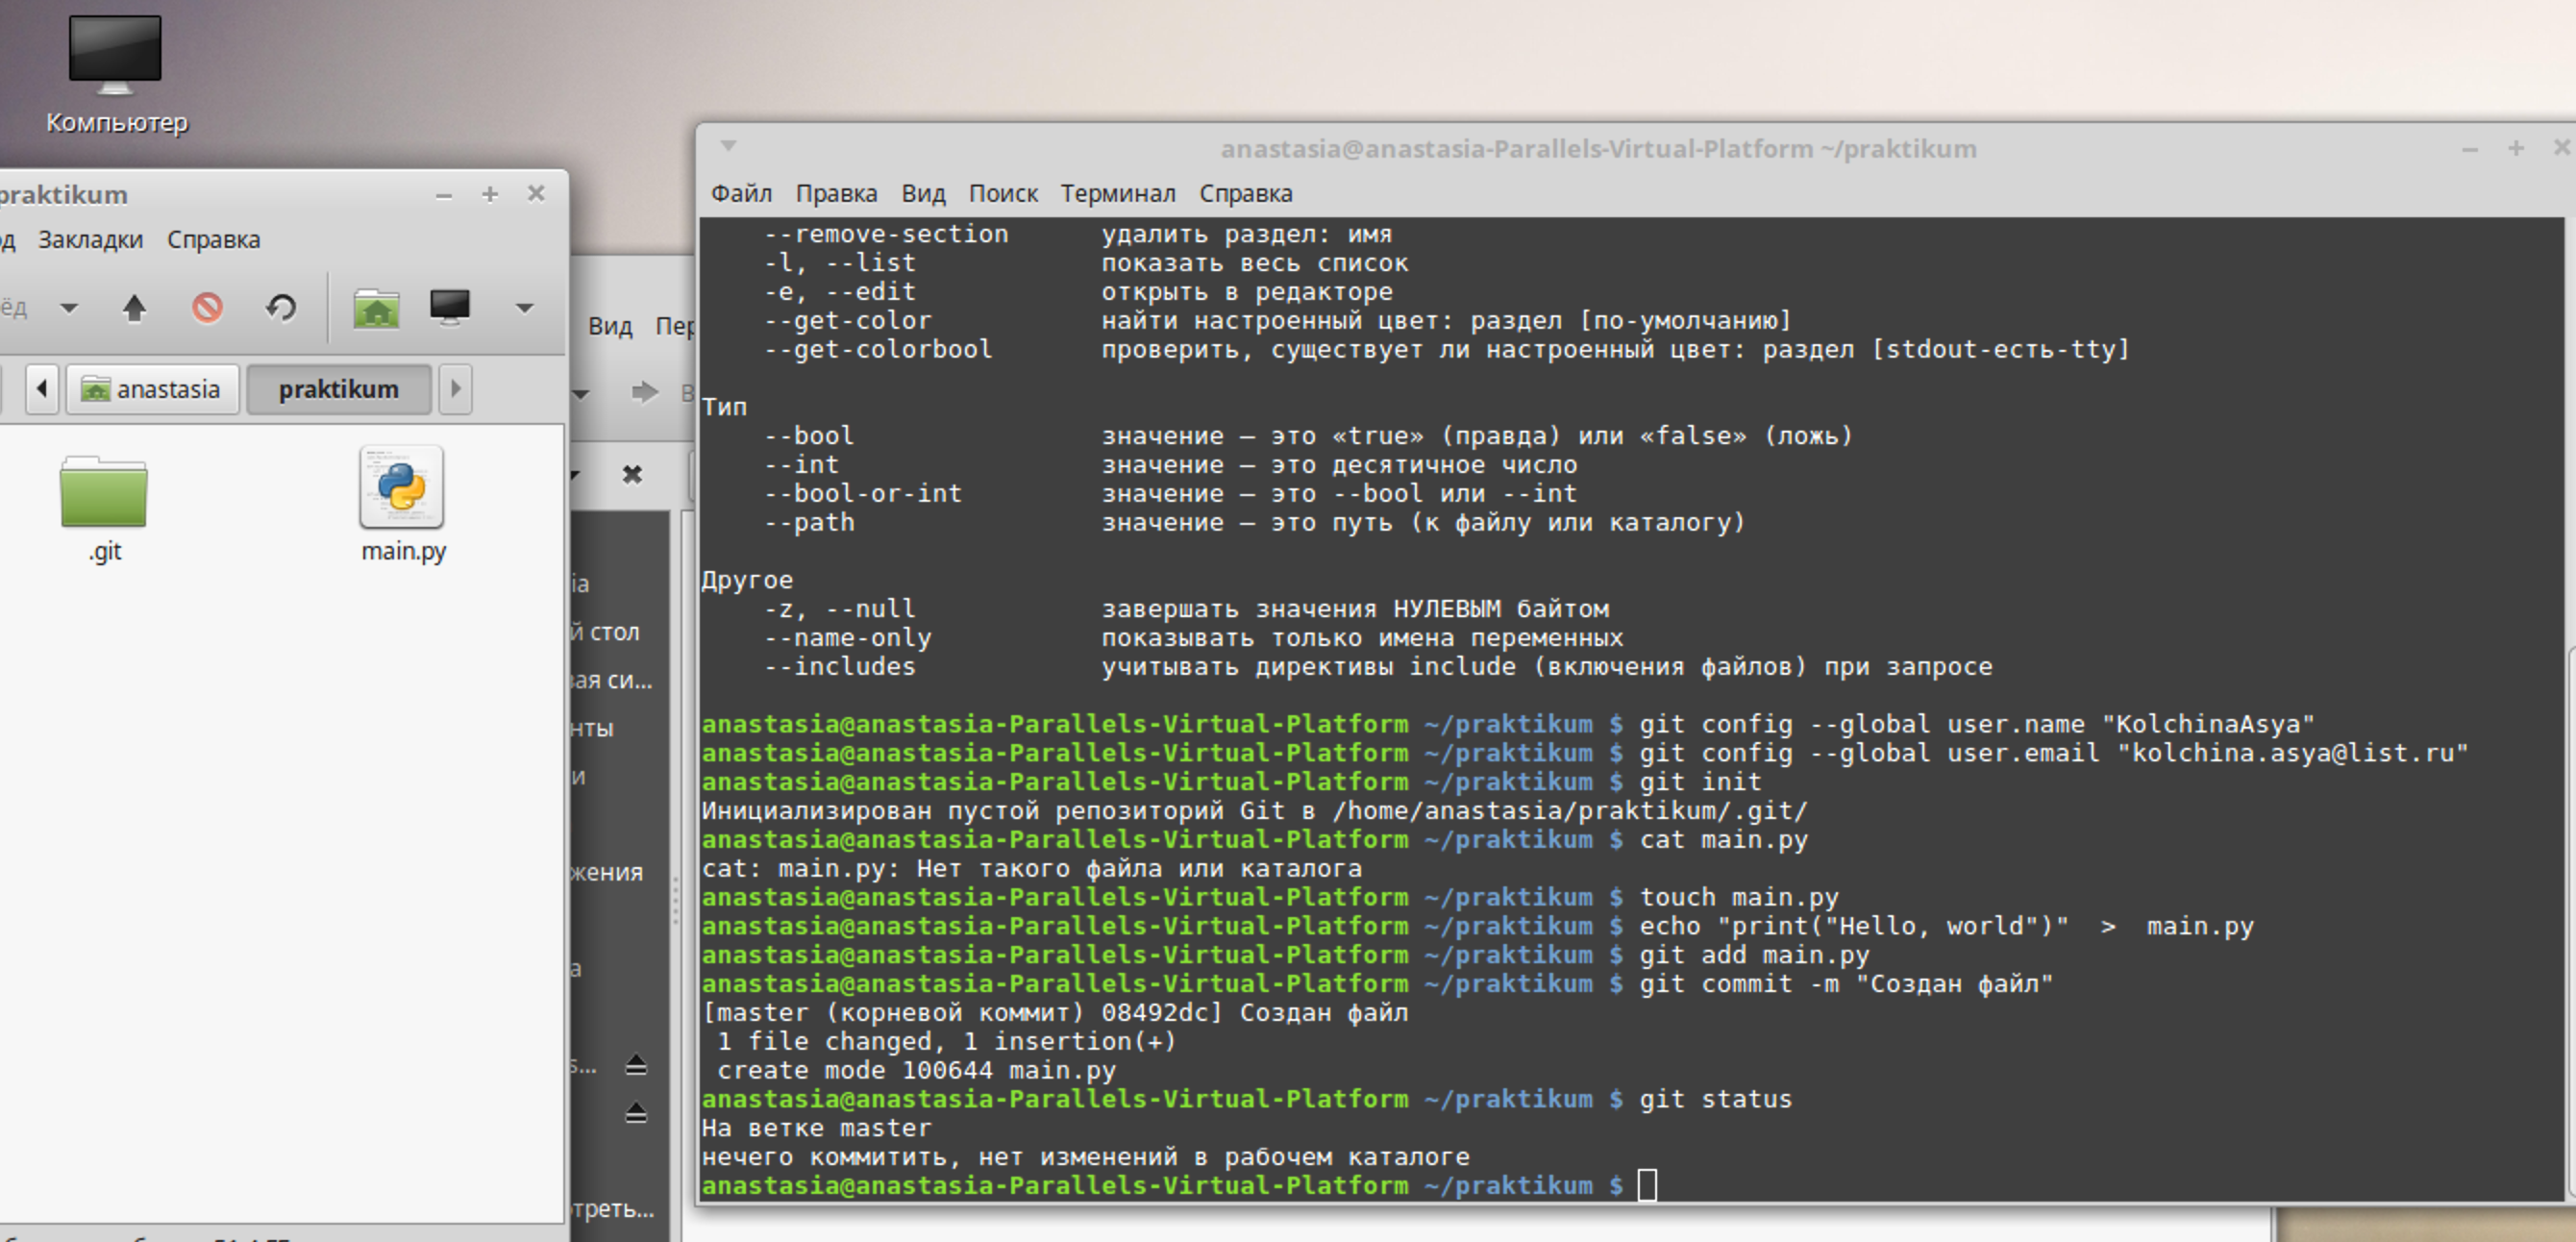 Компьютер
praktikum
Закладки Справка
anastasia praktikum
.git main.py
Вид
й стол
нты
жения
anastasia@anastasia-Parallels-Virtual-Platform ~/praktikum
Файл Правка Вид Поиск Терминал Справка
--remove-section удалить раздел: имя
-l, --list показать весь список
-e, --edit открыть в редакторе
--get-color найти настроенный цвет: раздел [по-умолчанию]
--get-colorbool проверить, существует ли настроенный цвет: раздел [stdout-есть-tty]
Тип
--bool значение — это «true» (правда) или «false» (ложь)
--int значение — это десятичное число
--bool-or-int значение — это --bool или --int
--path значение — это путь (к файлу или каталогу)
Другое
-z, --null завершать значения НУЛЕВЫМ байтом
--name-only показывать только имена переменных
--includes учитывать директивы include (включения файлов) при запросе
anastasia@anastasia-Parallels-Virtual-Platform ~/praktikum $ git config --global user.name "KolchinaAsya"
anastasia@anastasia-Parallels-Virtual-Platform ~/praktikum $ git config --global user.email "kolchina.asya@list.ru"
anastasia@anastasia-Parallels-Virtual-Platform ~/praktikum $ git init
Инициализирован пустой репозиторий Git в /home/anastasia/praktikum/.git/
anastasia@anastasia-Parallels-Virtual-Platform ~/praktikum $ cat main.py
cat: main.py: Нет такого файла или каталога
anastasia@anastasia-Parallels-Virtual-Platform ~/praktikum $ touch main.py
anastasia@anastasia-Parallels-Virtual-Platform ~/praktikum $ echo "print("Hello, world")" > main.py
anastasia@anastasia-Parallels-Virtual-Platform ~/praktikum $ git add main.py
anastasia@anastasia-Parallels-Virtual-Platform ~/praktikum $ git commit -m "Создан файл"
[master (корневой коммит) 08492dc] Создан файл
1 file changed, 1 insertion(+)
create mode 100644 main.py
anastasia@anastasia-Parallels-Virtual-Platform ~/praktikum $ git status
На ветке master
нечего коммитить, нет изменений в рабочем каталоге
anastasia@anastasia-Parallels-Virtual-Platform ~/praktikum $